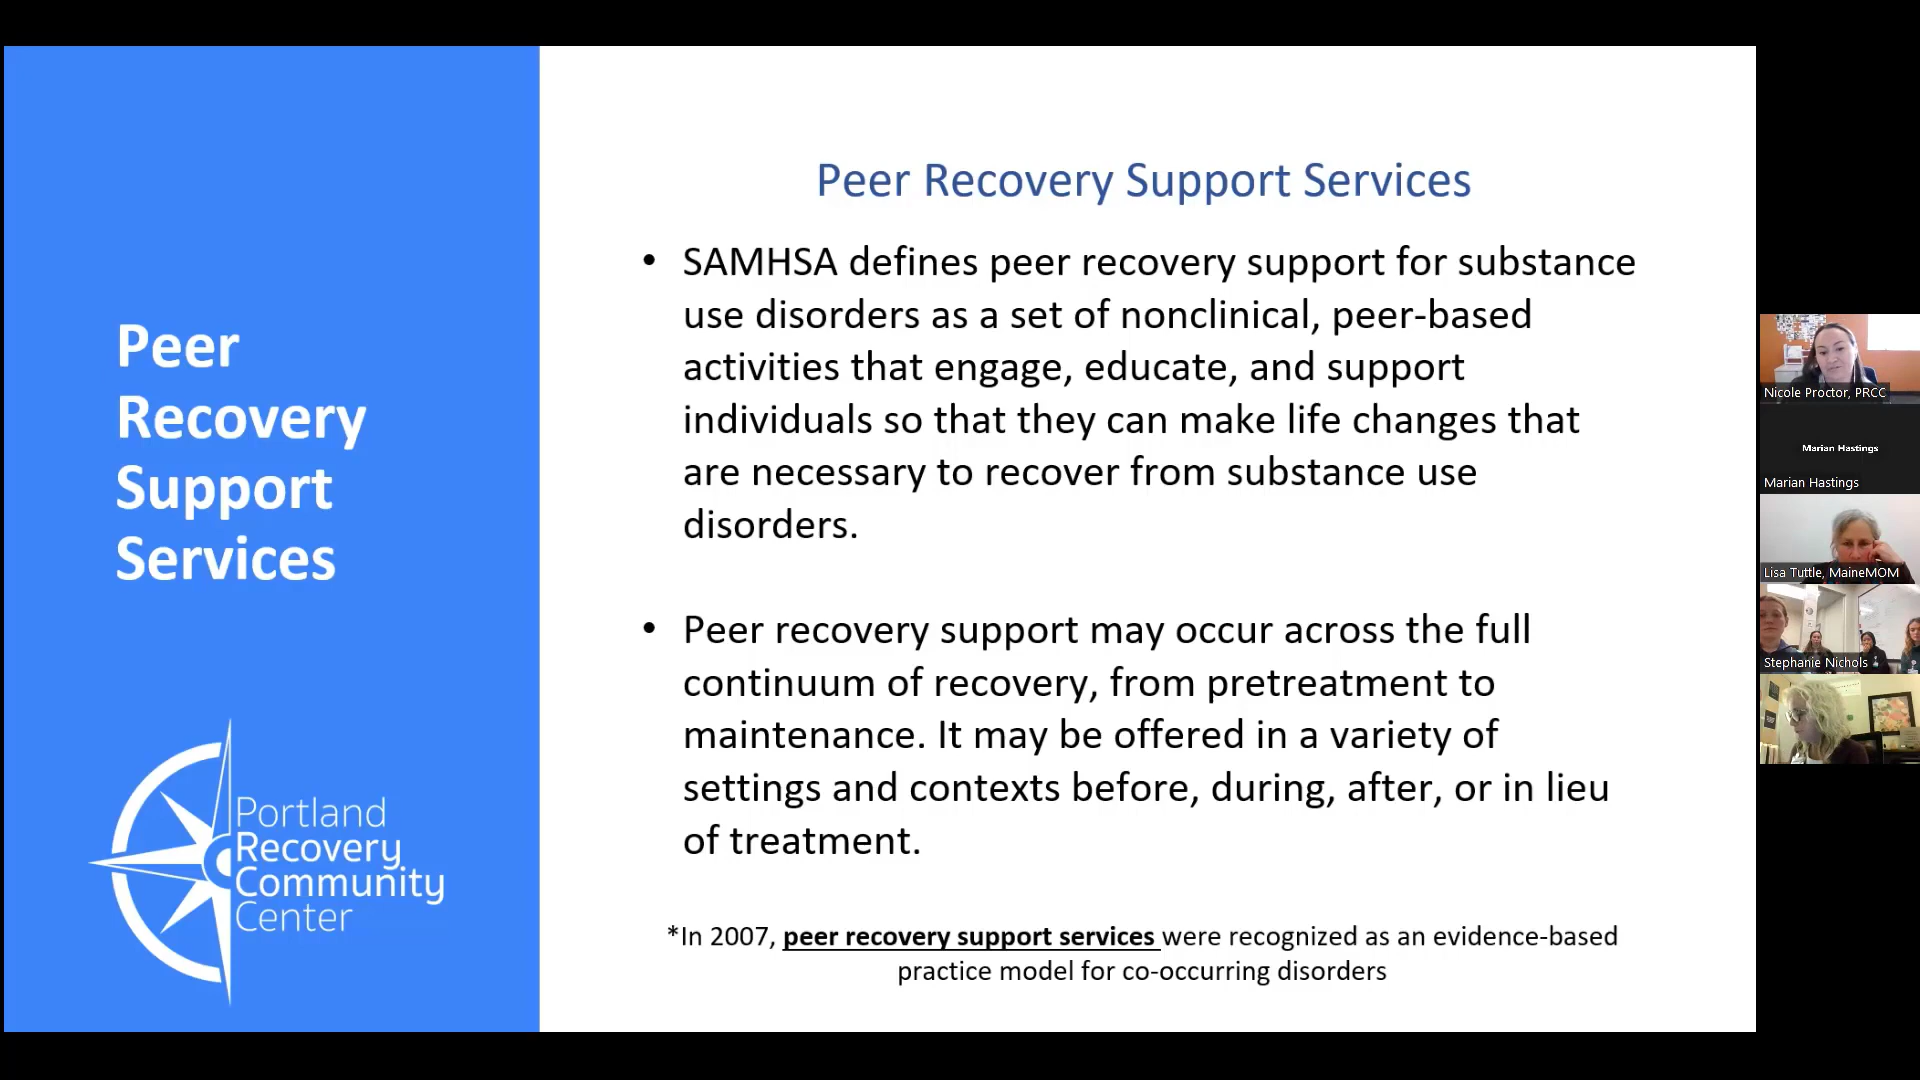 Peer
Recovery
Support
Services
Portland
Recovery
Community
Center
Peer Recovery Support Services
• SAMHSA defines peer recovery support for substance
use disorders as a set of nonclinical, peer-based
activities that engage, educate, and support
individuals so that they can make life changes that
are necessary to recover from substance use
disorders.
• Peer recovery support may occur across the full
continuum of recovery, from pretreatment to
maintenance. It may be offered in a variety of
settings and contexts before, during, after, or in lieu
of treatment.
*In 2007, peer recovery support services were recognized as an evidence-based
practice model for co-occurring disorders
Nicole Proctor, PRCC
Marian Hastings
Marian Hastings
Lisa Tuttle, MaineMOM
Stephanie Nichols